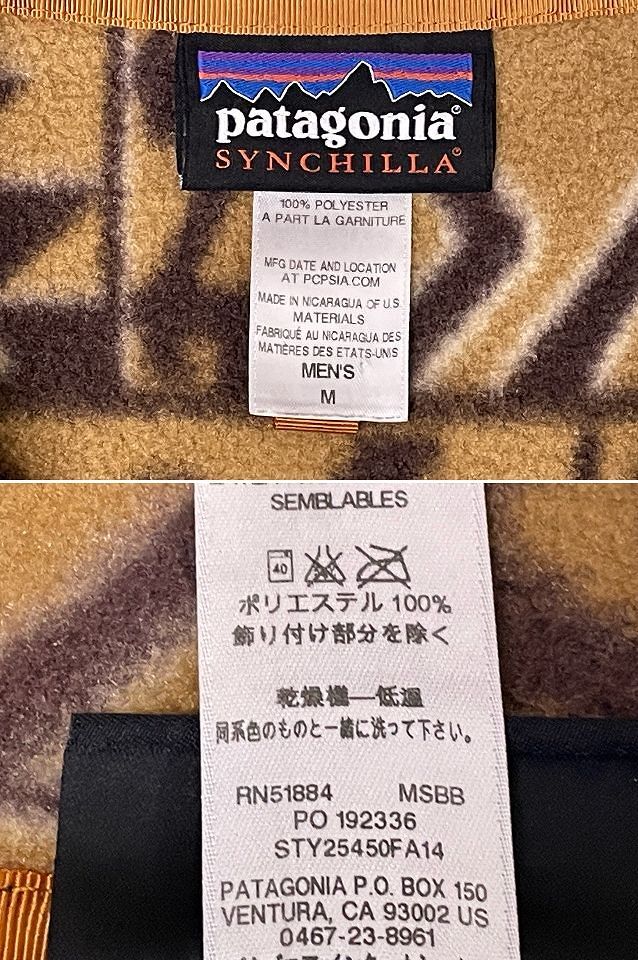 patagonia®
SYNCHILLA®
100% POLYESTER
A PART LA GARNITURE
MFG DATE AND LOCATION
AT PCPSIA.COM
MADE IN NICARAGUA OF U.S.
MATERIALS
FABRIQUÉ AU NICARAGUA DES
MATIÈRES DES ETATS-UNIS
MEN'S
M
SEMBLABLES
40
ポリエステル 100%
飾り付け部分を除く
乾燥機—低温
同系色のものと一緒に洗って下さい。
RN51884 MSBB
PO 192336
STY25450FA14
PATAGONIA P.O. BOX 150
VENTURA, CA 93002 US
0467-23-8961